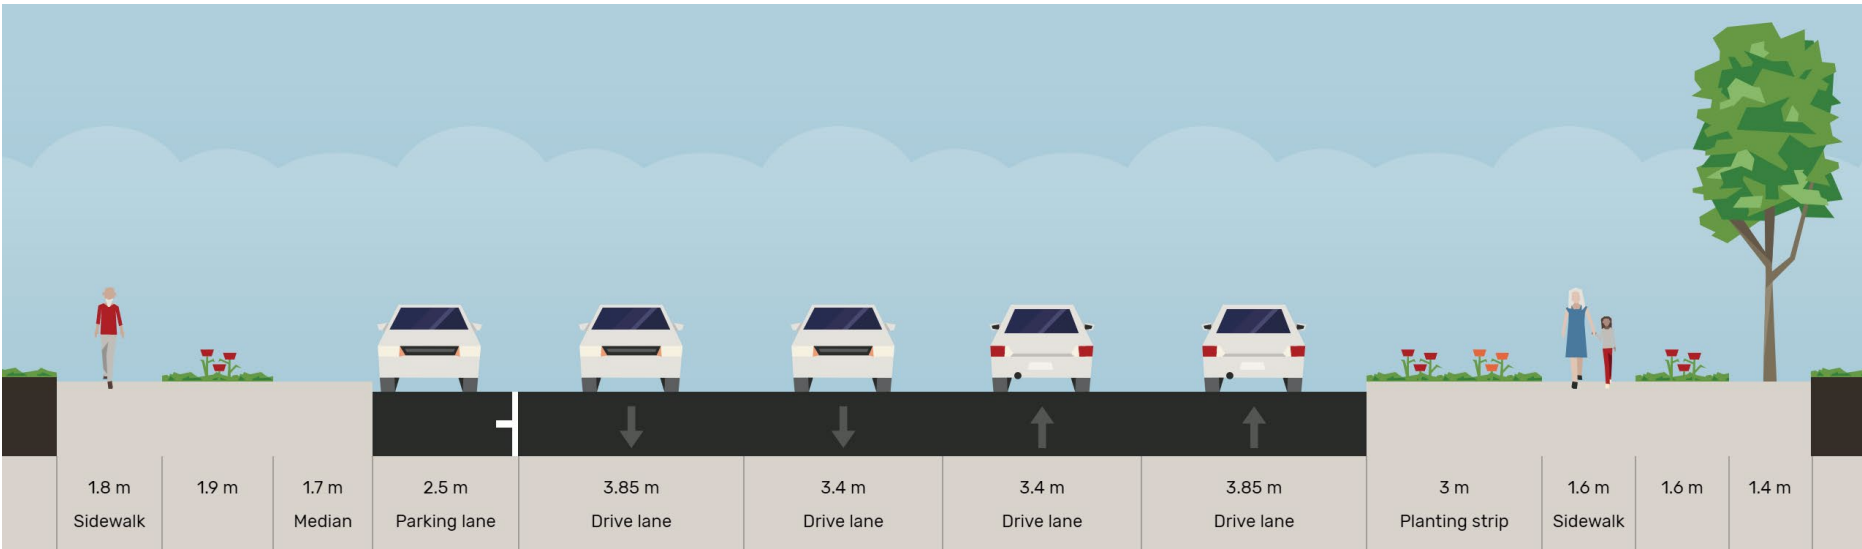 1.8 m 1.9 m 1.7 m 2.5 m 3.85 m 3.4 m 3.4 m 3.85 m 3 m 1.6 m 1.6 m 1.4 m
Sidewalk Median Parking lane Drive lane Drive lane Drive lane Drive lane Planting strip Sidewalk